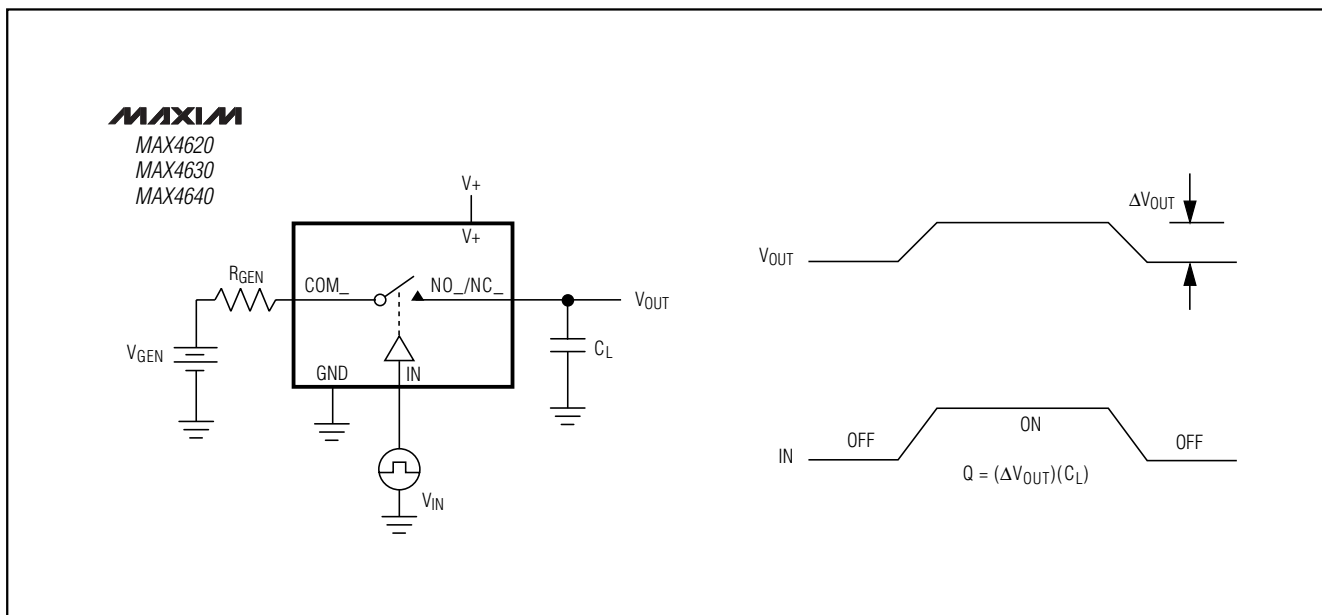 MAXIM
MAX4620
MAX4630
MAX4640
V+
V+
RGEN
COM_
NO_/NC_
VOUT
VGEN
CL
GND
IN
VIN
ΔVOUT
VOUT
IN
OFF
ON
OFF
Q = (ΔVOUT)(CL)